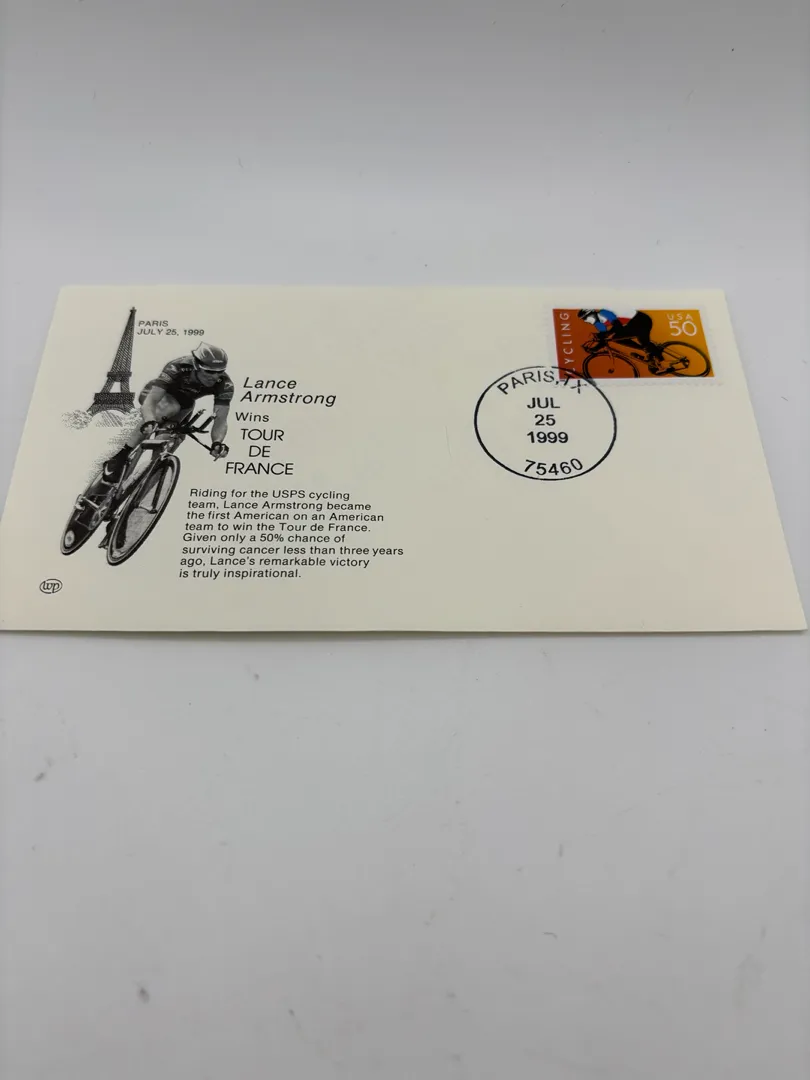 PARIS
JULY 25, 1999
Lance
Armstrong
Wins
TOUR
DE
FRANCE
Riding for the USPS cycling
team, Lance Armstrong became
the first American on an American
team to win the Tour de France.
Given only a 50% chance of
surviving cancer less than three years
ago, Lance's remarkable victory
is truly inspirational.
wp
CYCLING
USA
50
PARIS, TX
JUL
25
1999
75460